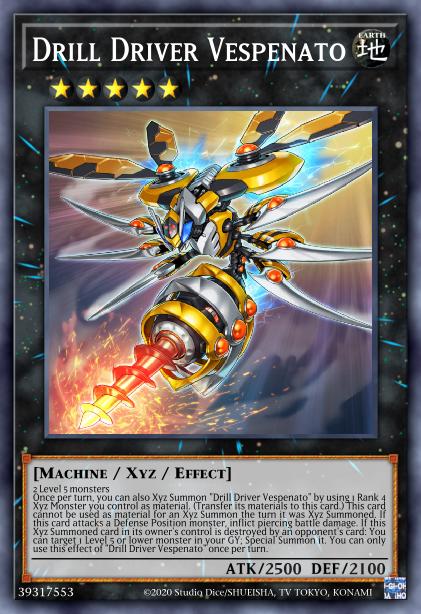 DRILL DRIVER VESPENATO
EARTH
地
[MACHINE / XYZ / EFFECT]
2 Level 5 monsters
Once per turn, you can also Xyz Summon "Drill Driver Vespenato" by using 1 Rank 4
Xyz Monster you control as material. (Transfer its materials to this card.) This card
cannot be used as material for an Xyz Summon the turn it was Xyz Summoned. If
this card attacks a Defense Position monster, inflict piercing battle damage. If this
Xyz Summoned card in its owner's control is destroyed by an opponent's card: You
can target 1 Level 5 or lower monster in your GY; Special Summon it. You can only
use this effect of "Drill Driver Vespenato" once per turn.
ATK/2500 DEF/2100
39317553
©2020 Studio Dice/SHUEISHA, TV TOKYO, KONAMI